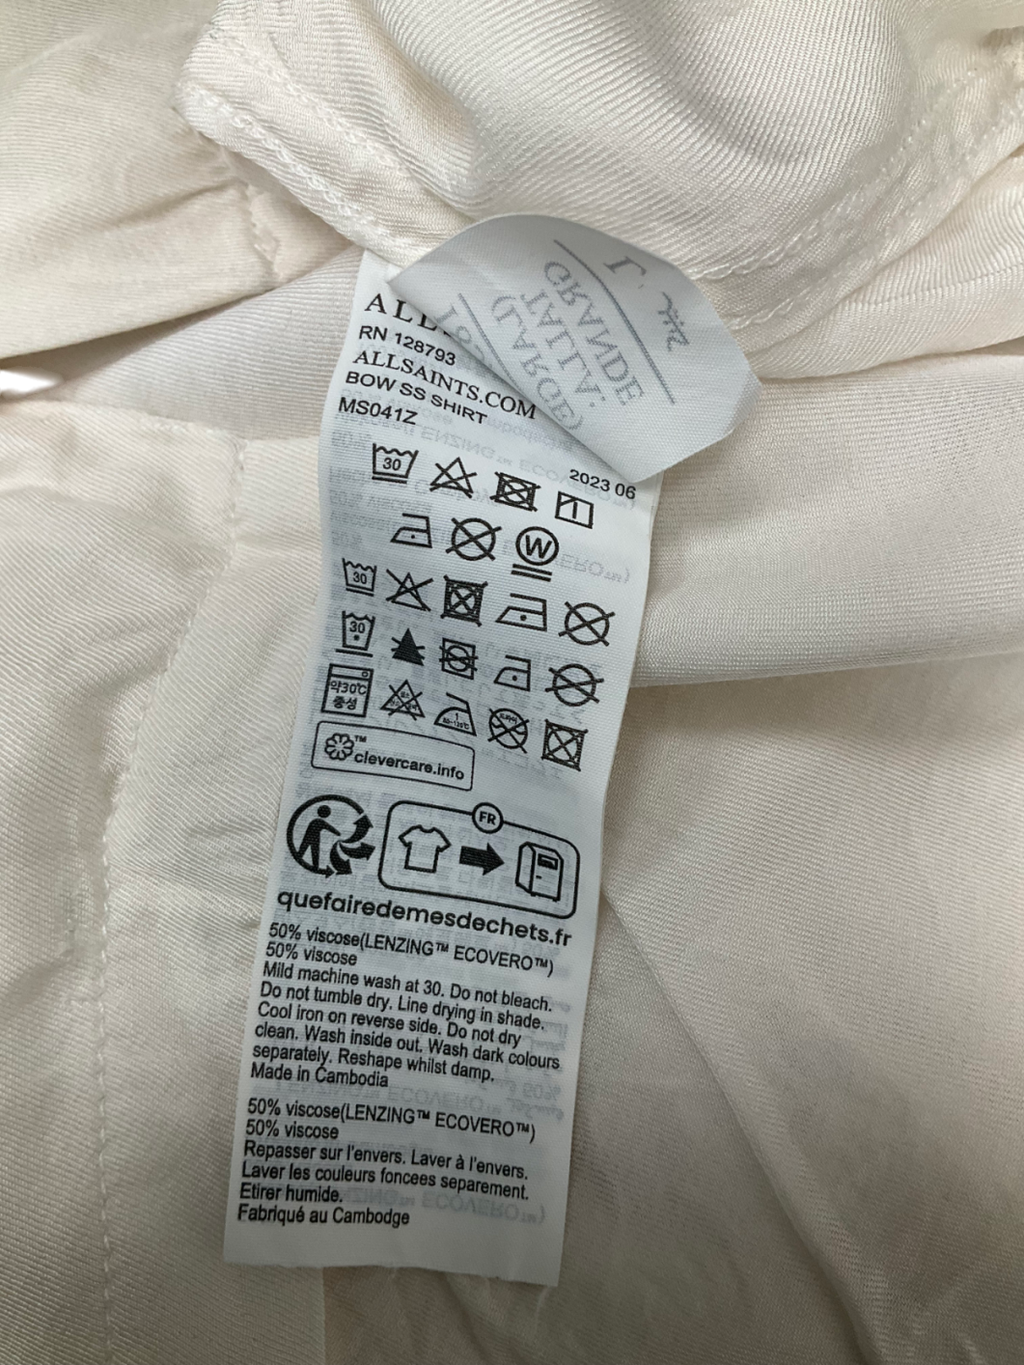 L
GRANDE
TALLA:
(LARGE)
ALL
RN 128793
ALLSAINTS.COM
BOW SS SHIRT
MS041Z
2023 06
30
W
30
30
약30℃
중성
clevercare.info
FR
quefairedemesdechets.fr
50% viscose(LENZING™ ECOVERO™)
50% viscose
Mild machine wash at 30. Do not bleach.
Do not tumble dry. Line drying in shade.
Cool iron on reverse side. Do not dry
clean. Wash inside out. Wash dark colours
separately. Reshape whilst damp.
Made in Cambodia
50% viscose(LENZING™ ECOVERO™)
50% viscose
Repasser sur l'envers. Laver à l'envers.
Laver les couleurs foncees separement.
Etirer humide.
Fabriqué au Cambodge